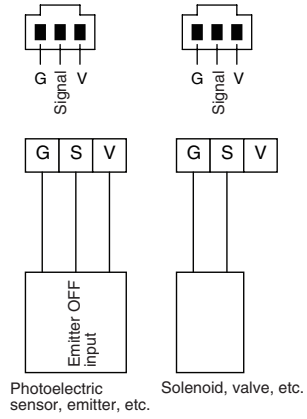 G Signal V
G Signal V
G S V
G S V
Emitter OFF
input
Photoelectric
sensor, emitter, etc.
Solenoid, valve, etc.